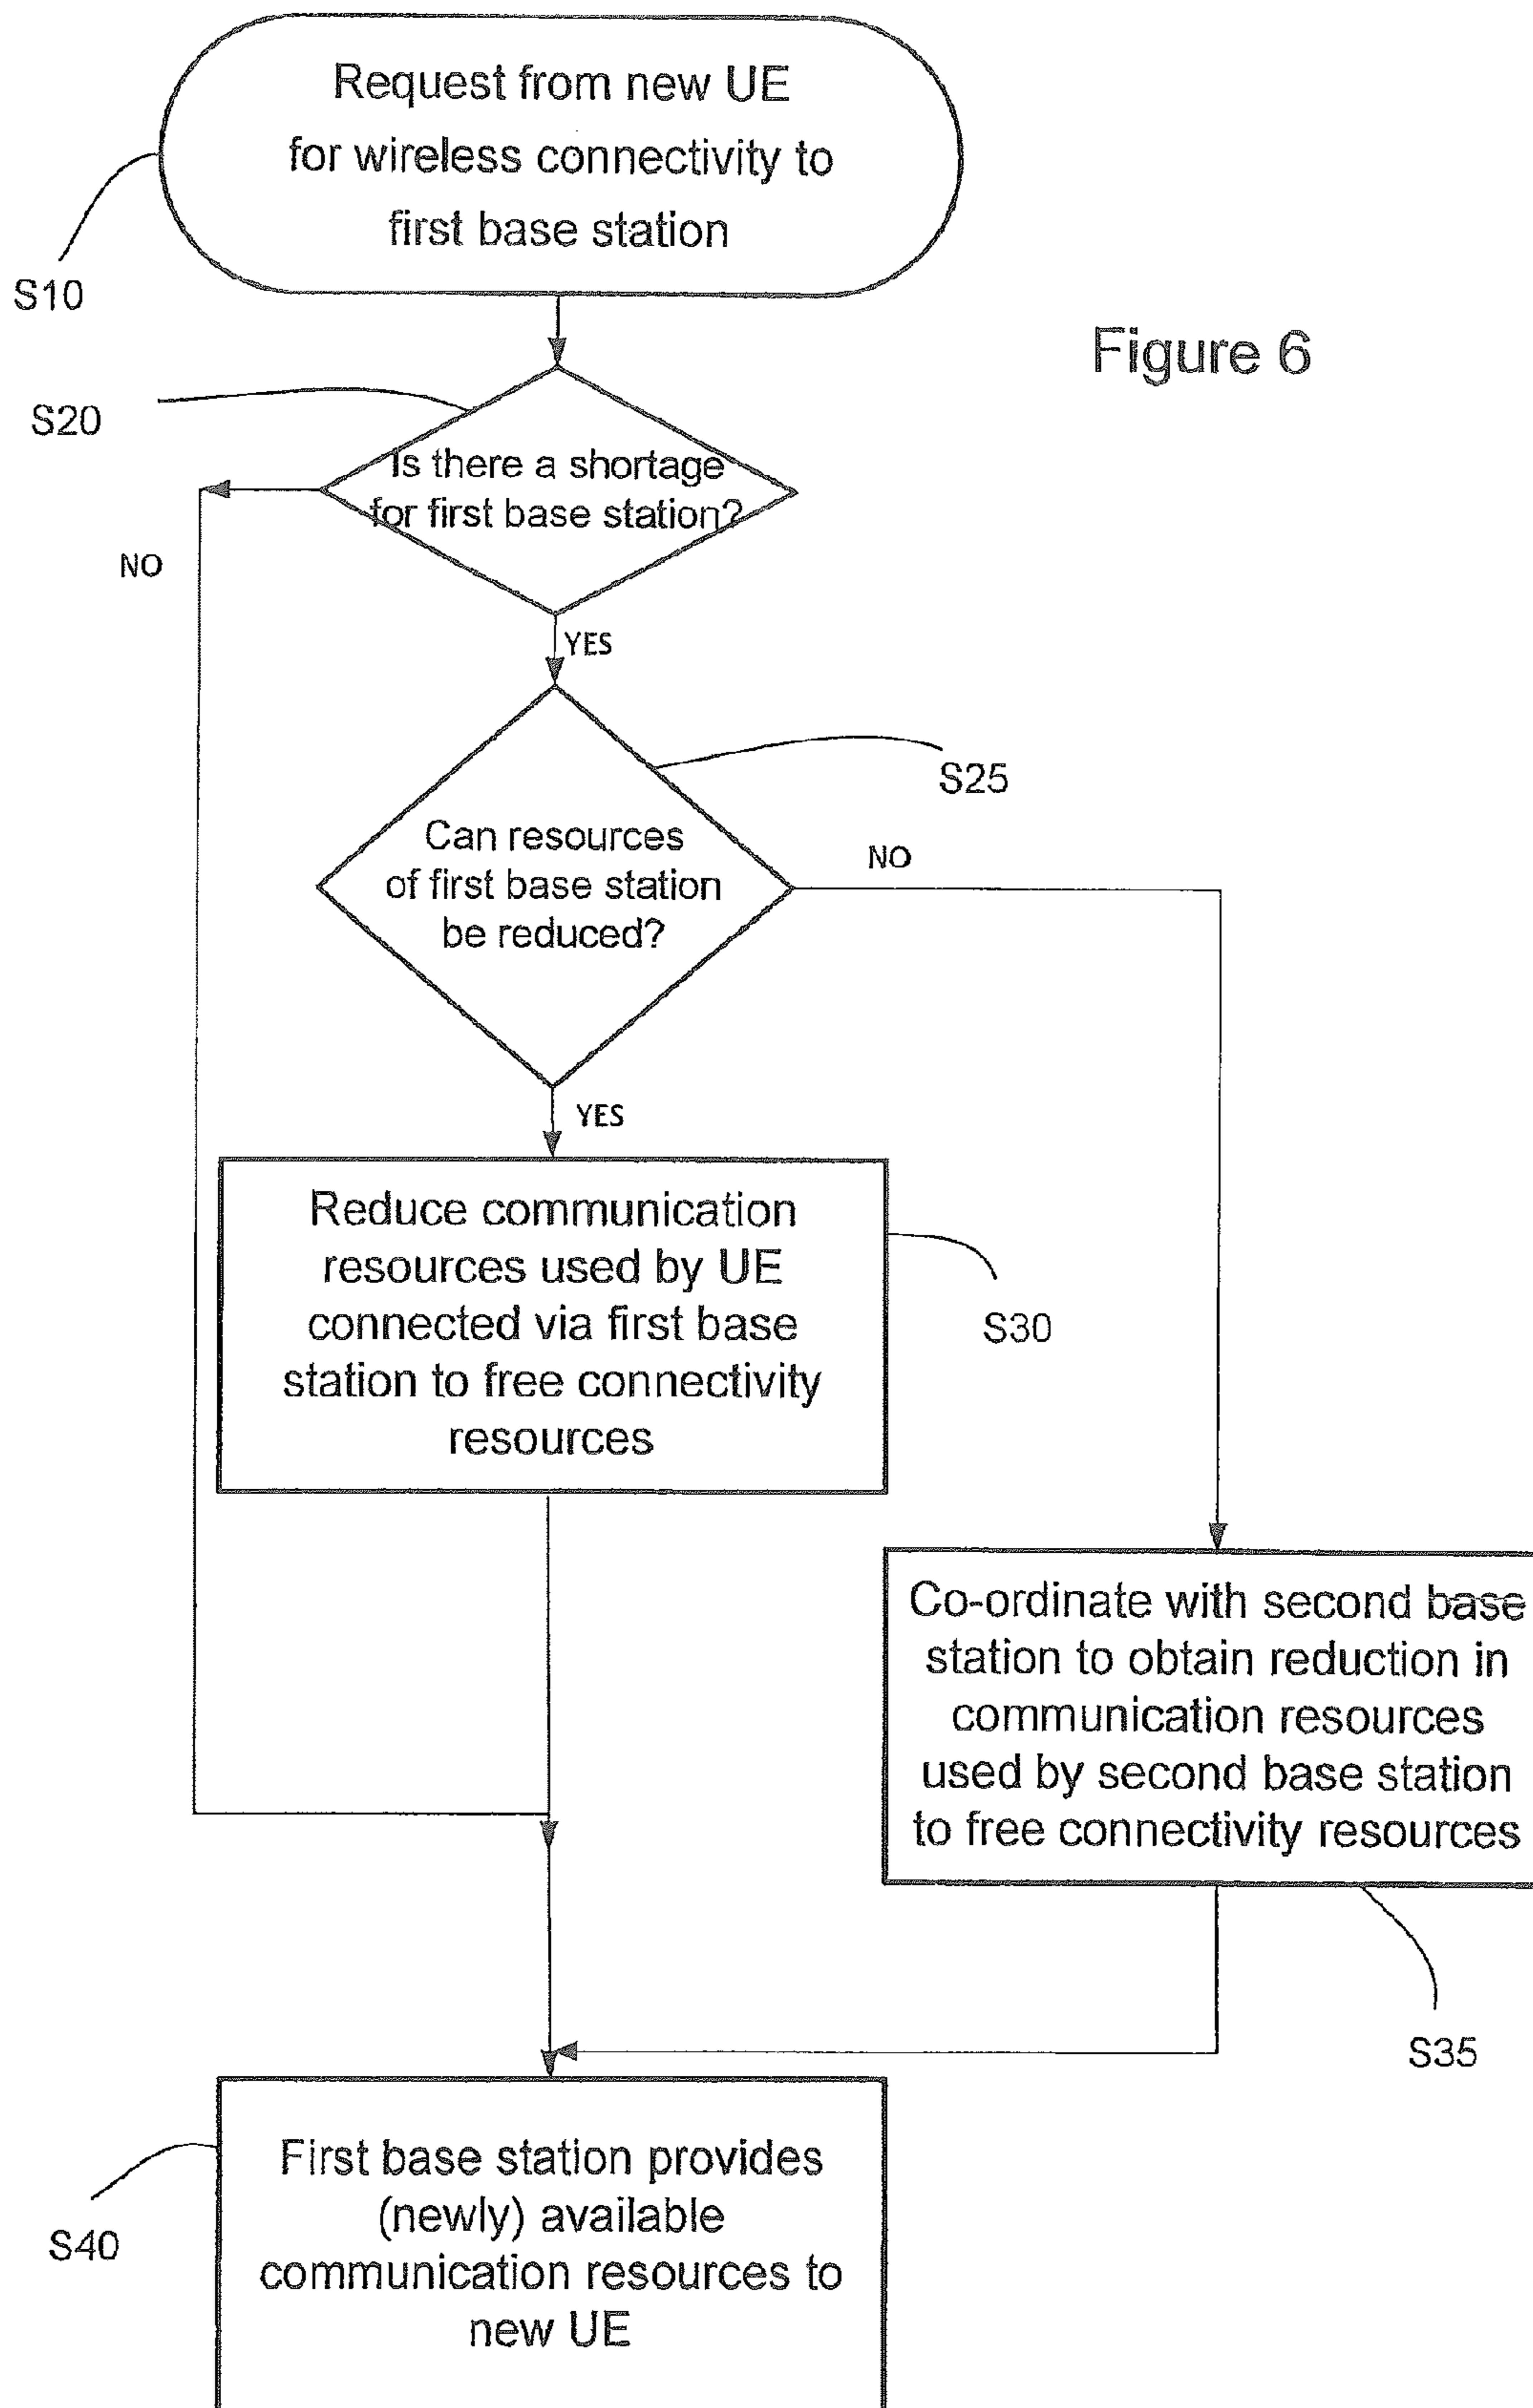 Request from new UE
for wireless connectivity to
first base station
S10
Figure 6
S20
Is there a shortage
for first base station?
NO
YES
S25
Can resources
of first base station
be reduced?
NO
YES
Reduce communication
resources used by UE
connected via first base
station to free connectivity
resources
S30
Co-ordinate with second base
station to obtain reduction in
communication resources
used by second base station
to free connectivity resources
S35
First base station provides
(newly) available
communication resources to
new UE
S40